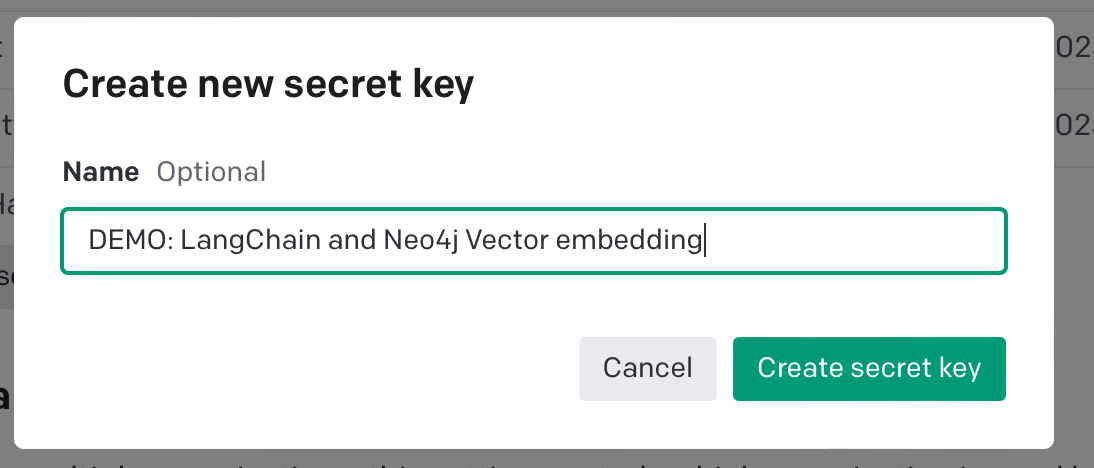 Create new secret key
Name Optional
DEMO: LangChain and Neo4j Vector embedding
Cancel Create secret key